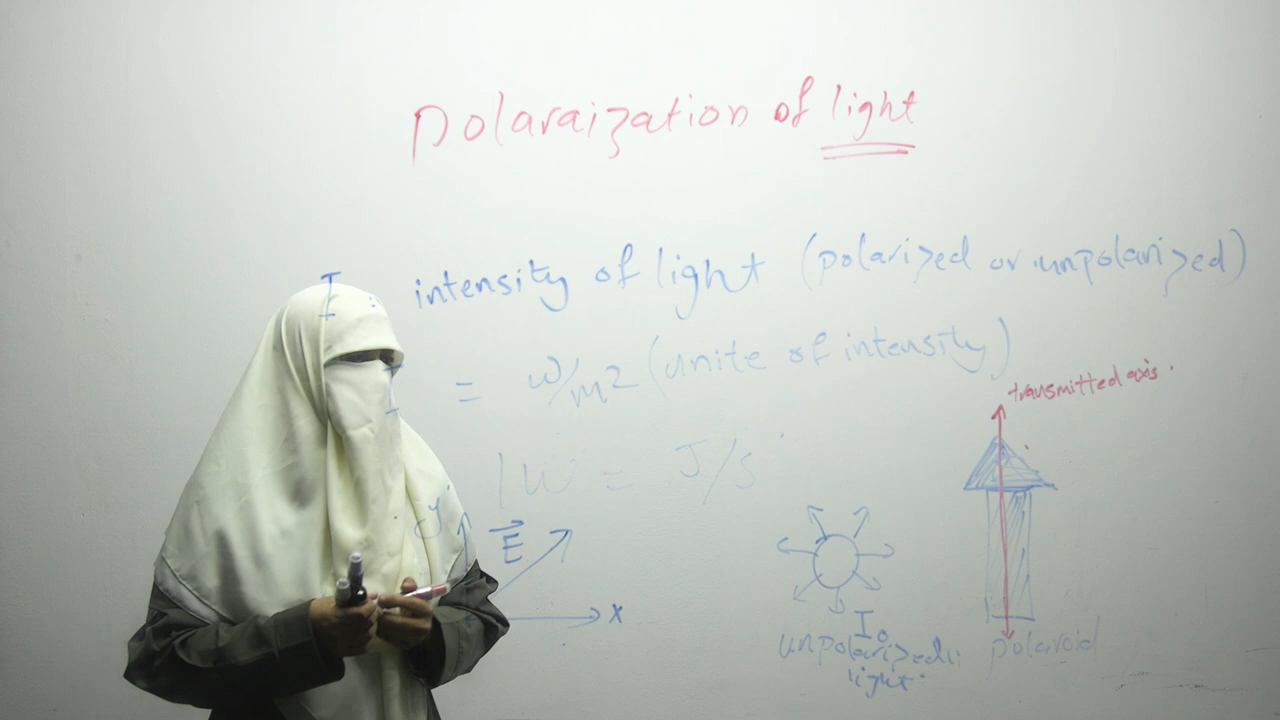 polaraization of light
I : intensity of light (polarized or unpolarized)
= W/m2 (unite of intensity)
1W = J/s
transmitted axis.
y
E
x
I0
unpolarized
light
polaroid